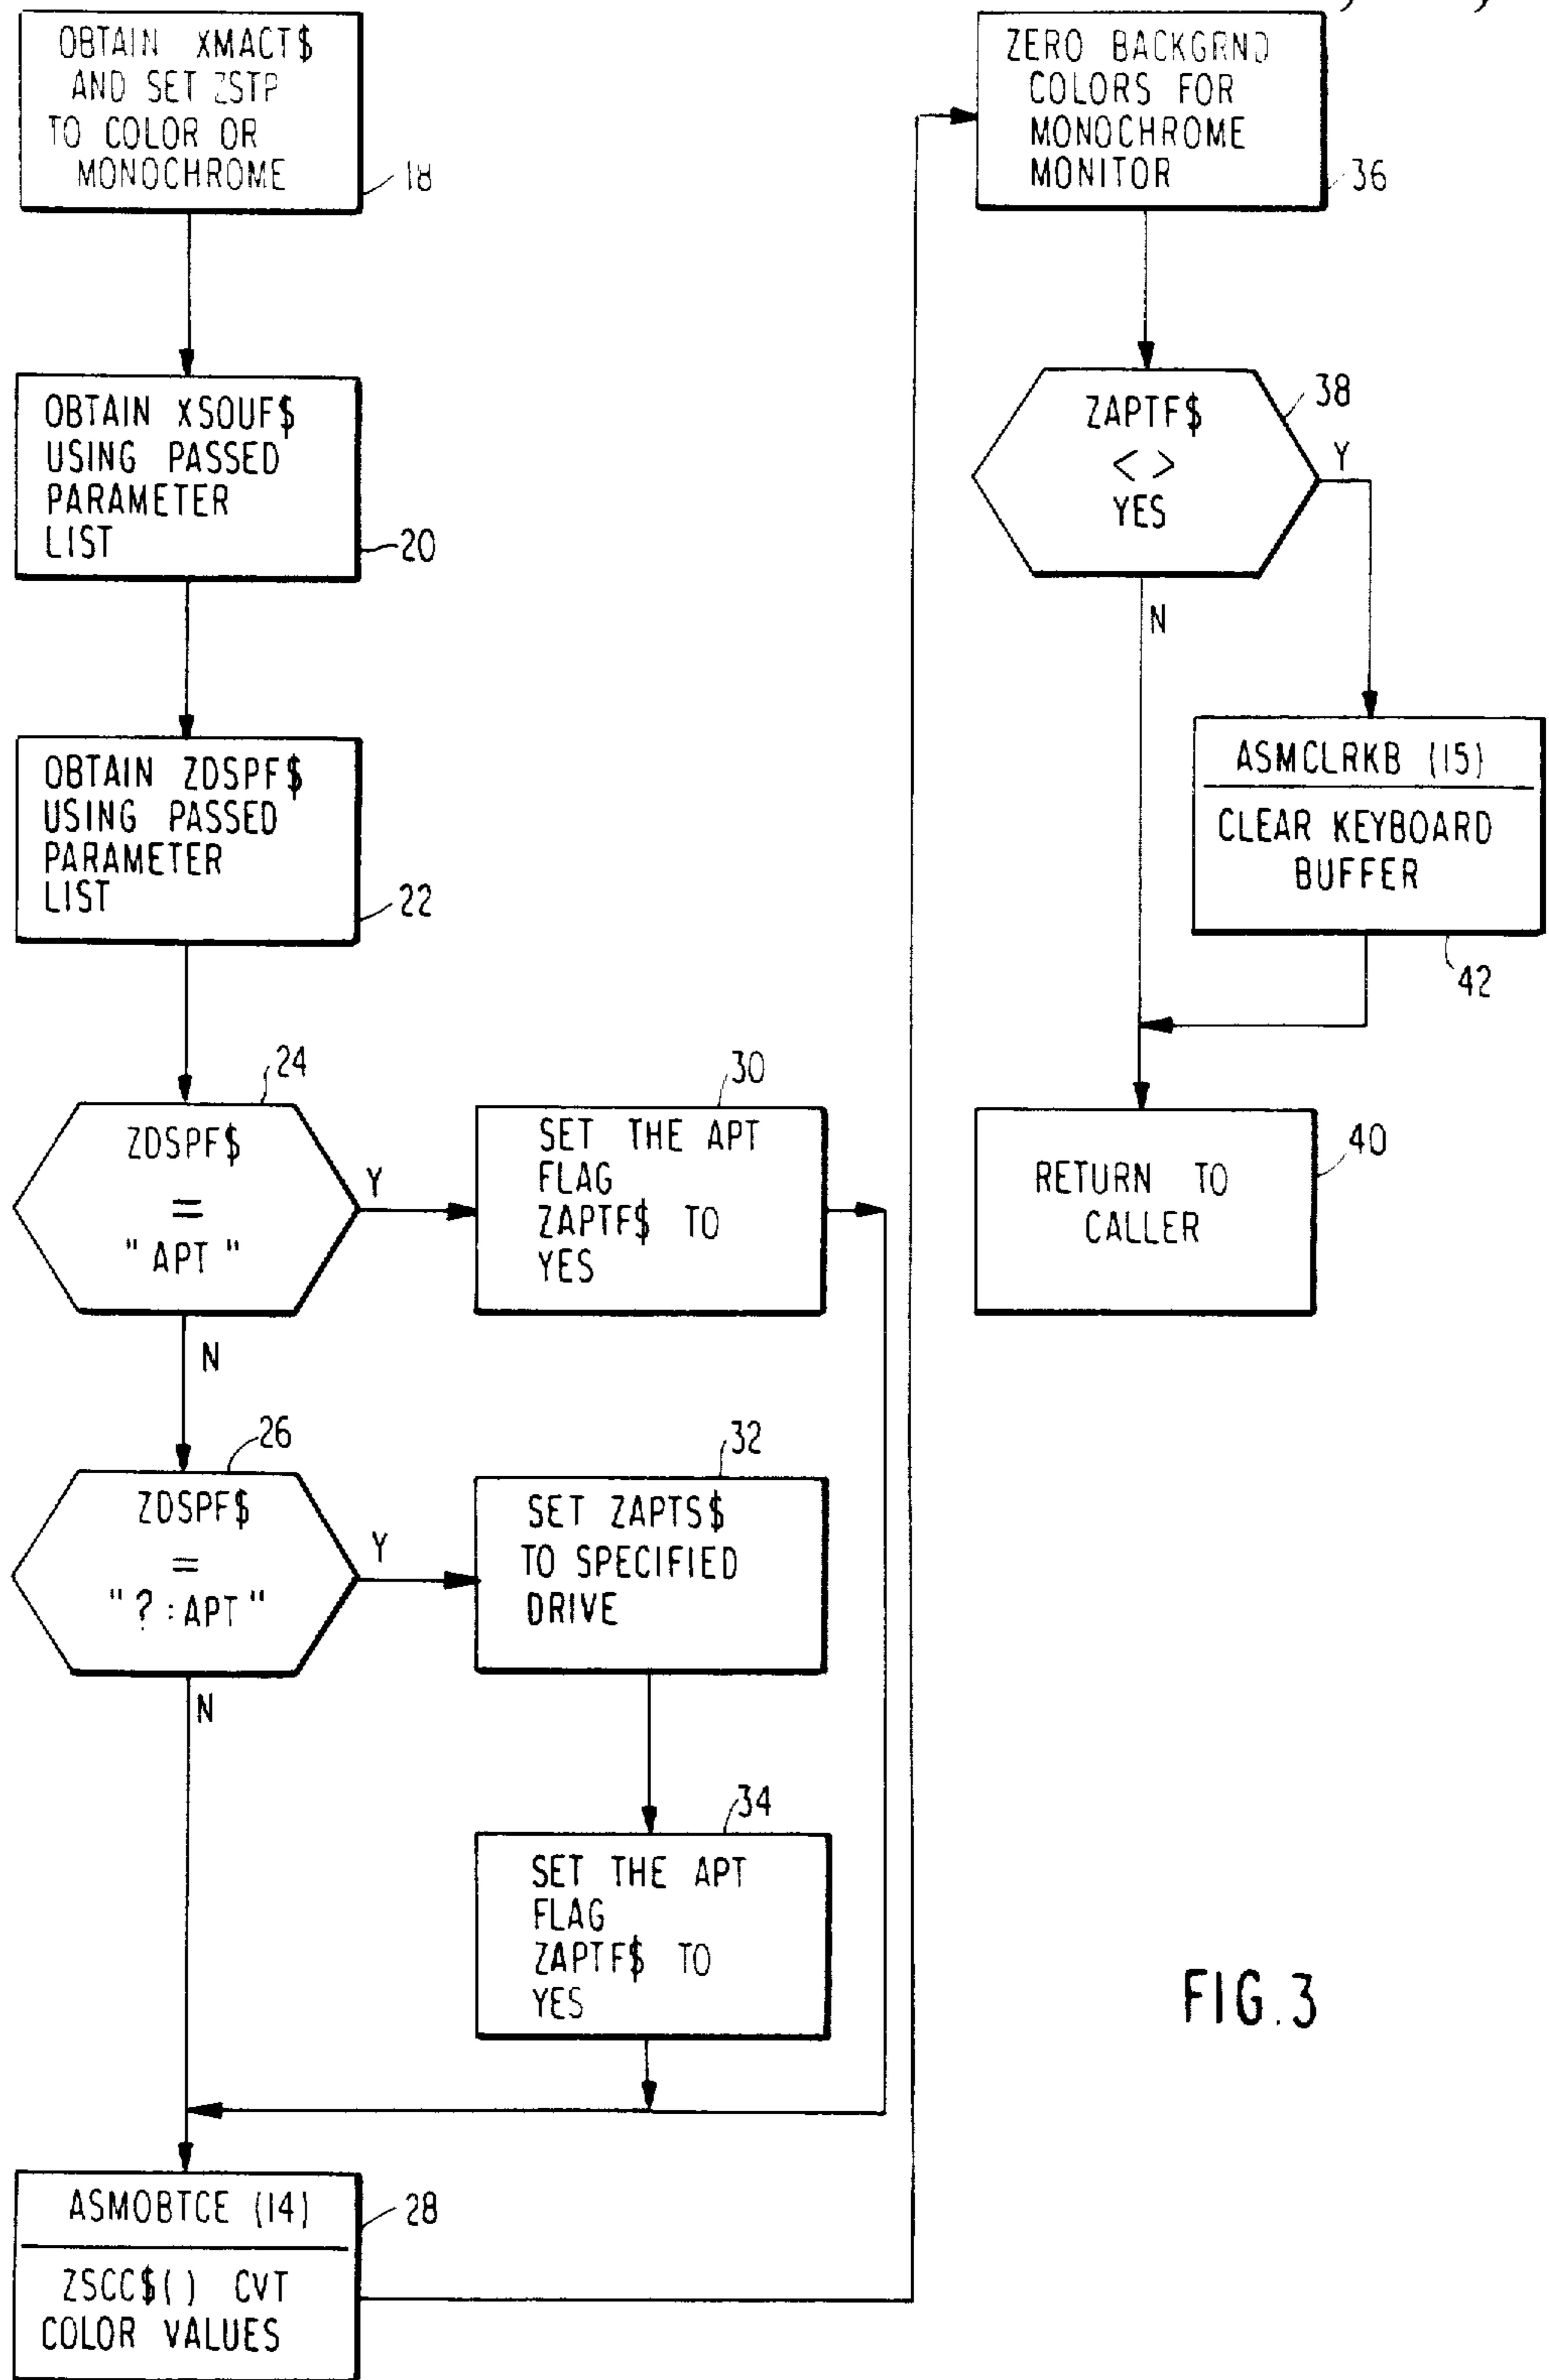 OBTAIN XMACT$
AND SET ZSTP
TO COLOR OR
MONOCHROME
18
OBTAIN XSOUF$
USING PASSED
PARAMETER
LIST
20
OBTAIN ZDSPF$
USING PASSED
PARAMETER
LIST
22
24
ZDSPF$
=
"APT"
Y
N
30
SET THE APT
FLAG
ZAPTF$ TO
YES
26
ZDSPF$
=
"?:APT"
Y
N
32
SET ZAPTS$
TO SPECIFIED
DRIVE
34
SET THE APT
FLAG
ZAPTF$ TO
YES
ASMOBTCE (14)
ZSCC$() CVT
COLOR VALUES
28
ZERO BACKGRND
COLORS FOR
MONOCHROME
MONITOR
36
38
ZAPTF$
<>
YES
Y
N
ASMCLRKB (15)
CLEAR KEYBOARD
BUFFER
42
40
RETURN TO
CALLER
FIG.3